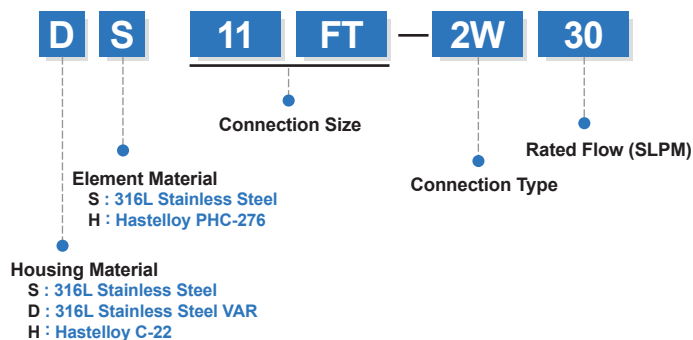 D S 11 FT — 2W 30
Connection Size
Rated Flow (SLPM)
Element Material
S : 316L Stainless Steel
H : Hastelloy PHC-276
Connection Type
Housing Material
S : 316L Stainless Steel
D : 316L Stainless Steel VAR
H : Hastelloy C-22